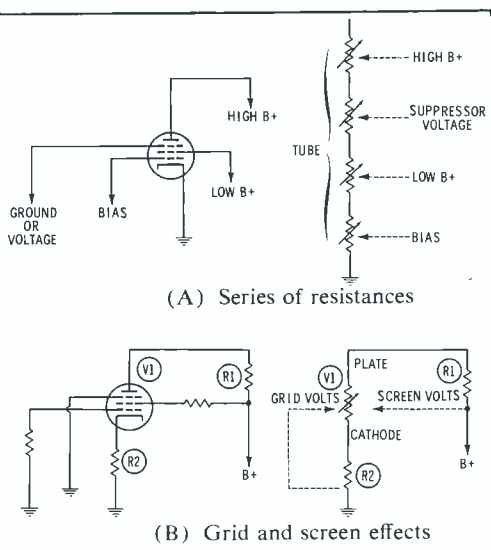 HIGH B+
LOW B+
GROUND
OR
VOLTAGE
BIAS
TUBE
HIGH B+
SUPPRESSOR
VOLTAGE
LOW B+
BIAS
(A) Series of resistances
V1
R1
R2
B+
PLATE
V1
R1
GRID VOLTS
SCREEN VOLTS
CATHODE
R2
B+
(B) Grid and screen effects